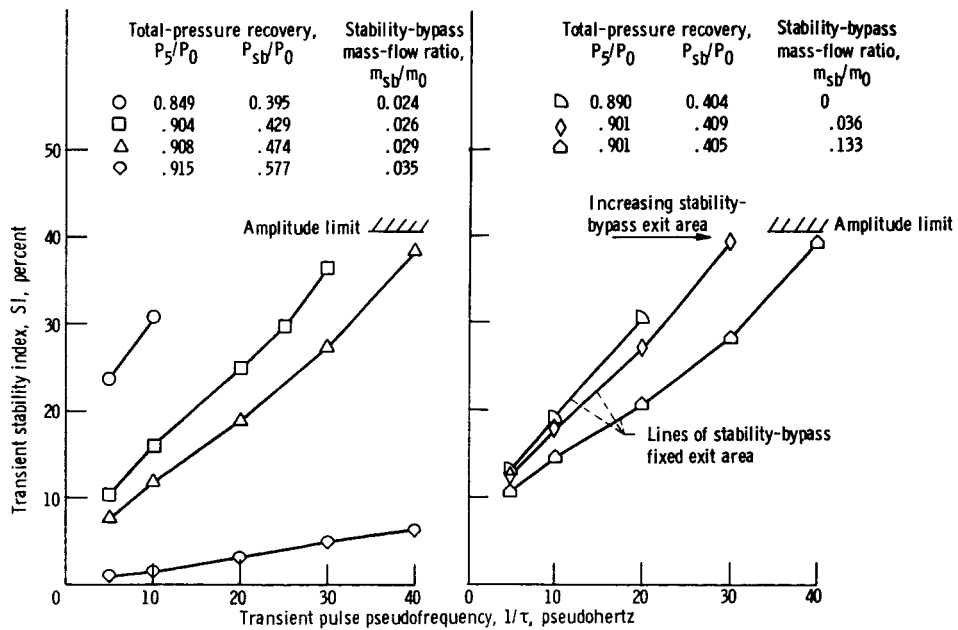 Total-pressure recovery, Stability-bypass
P5/P0 Psb/P0 mass-flow ratio,
msb/m0
0.849 0.395 0.024
.904 .429 .026
.908 .474 .029
.915 .577 .035
Total-pressure recovery, Stability-bypass
P5/P0 Psb/P0 mass-flow ratio,
msb/m0
0.890 0.404 0
.901 .409 .036
.901 .405 .133
50
40
30
20
10
0
Transient stability index, SI, percent
Amplitude limit
Increasing stability-
bypass exit area
Amplitude limit
Lines of stability-bypass
fixed exit area
10 20 30 40 0 10 20 30 40
Transient pulse pseudofrequency, 1/τ, pseudohertz